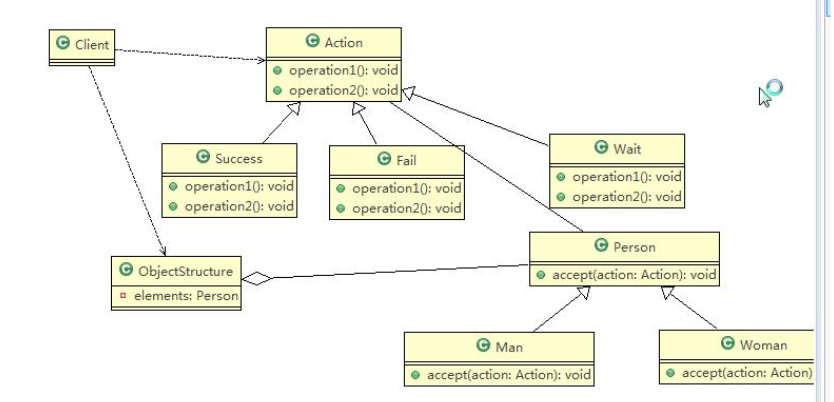 Client
Action
operation1(): void
operation2(): void
Success
operation1(): void
operation2(): void
Fail
operation1(): void
operation2(): void
Wait
operation1(): void
operation2(): void
ObjectStructure
elements: Person
Person
accept(action: Action): void
Man
accept(action: Action): void
Woman
accept(action: Action)